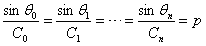 sin θ₀ / C₀ = sin θ₁ / C₁ = ⋯ = sin θₙ / Cₙ = p